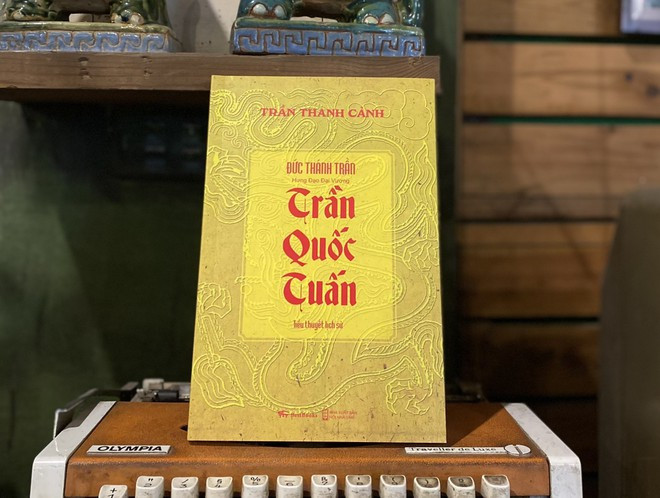 TRẦN THANH CẢNH
ĐỨC THÁNH TRẦN
Hưng Đạo Đại Vương
Trần
Quốc
Tuấn
tiểu thuyết lịch sử
OLYMPIA
Traveller de Luxe